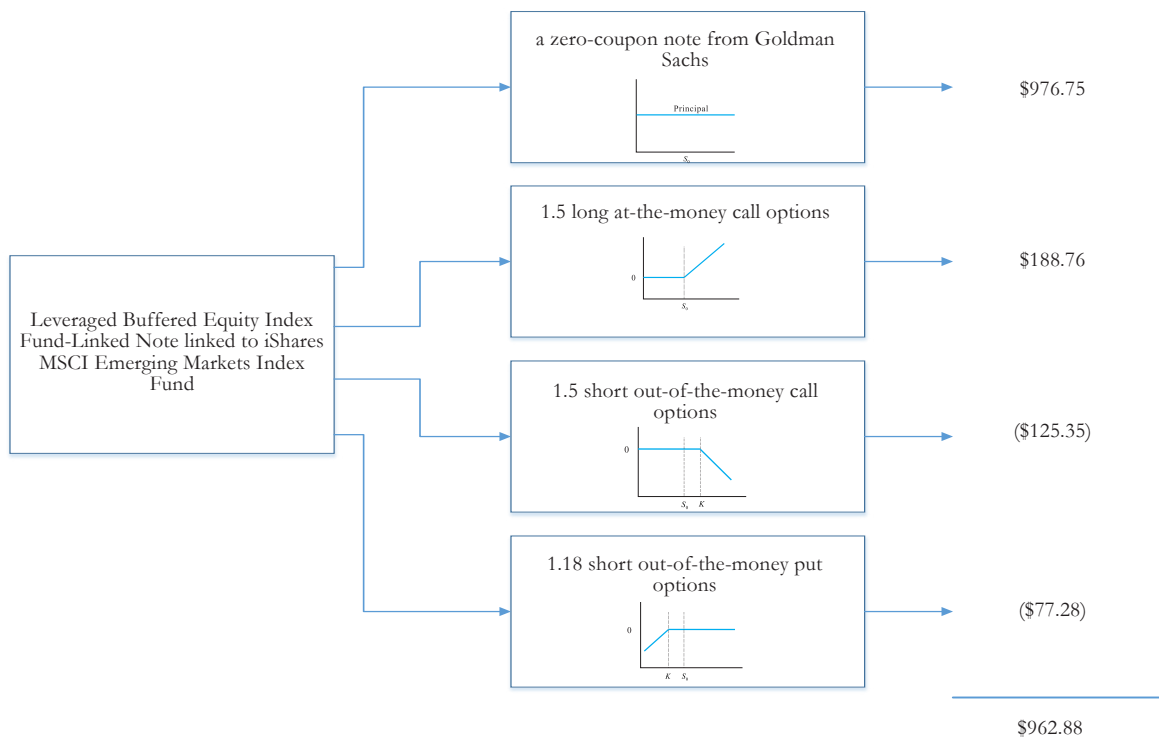 Leveraged Buffered Equity Index
Fund-Linked Note linked to iShares
MSCI Emerging Markets Index
Fund
a zero-coupon note from Goldman
Sachs
Principal
S₀
$976.75
1.5 long at-the-money call options
0
S₀
$188.76
1.5 short out-of-the-money call
options
0
S₀ K
($125.35)
1.18 short out-of-the-money put
options
0
K S₀
($77.28)
$962.88